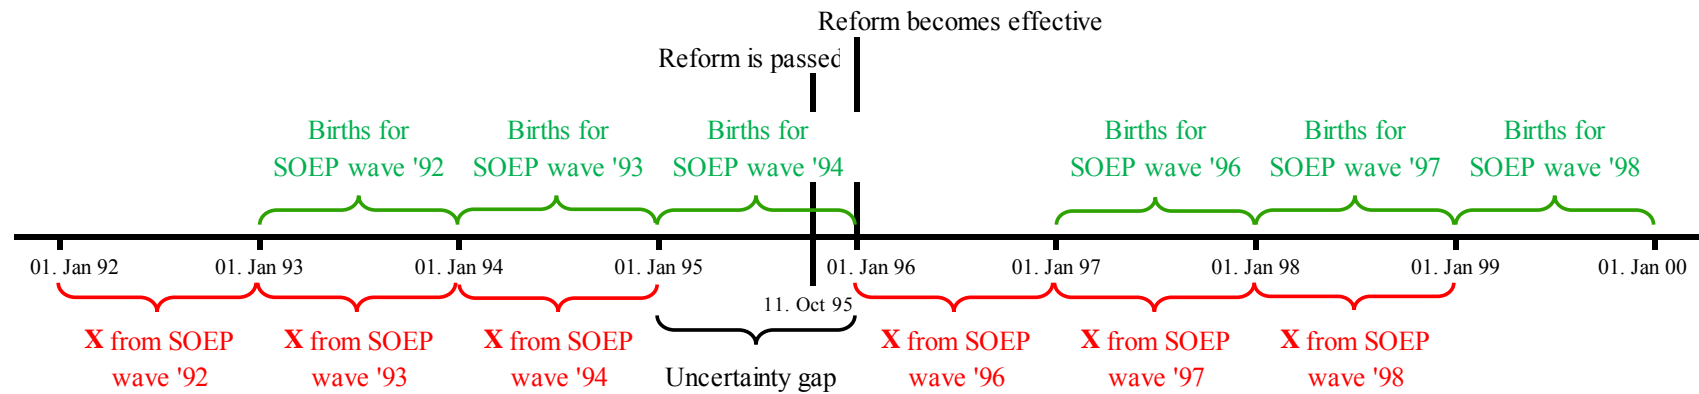 Reform becomes effective
Reform is passed
Births for
SOEP wave '92
Births for
SOEP wave '93
Births for
SOEP wave '94
Births for
SOEP wave '96
Births for
SOEP wave '97
Births for
SOEP wave '98
01. Jan 92
01. Jan 93
01. Jan 94
01. Jan 95
01. Jan 96
01. Jan 97
01. Jan 98
01. Jan 99
01. Jan 00
11. Oct 95
X from SOEP
wave '92
X from SOEP
wave '93
X from SOEP
wave '94
Uncertainty gap
X from SOEP
wave '96
X from SOEP
wave '97
X from SOEP
wave '98